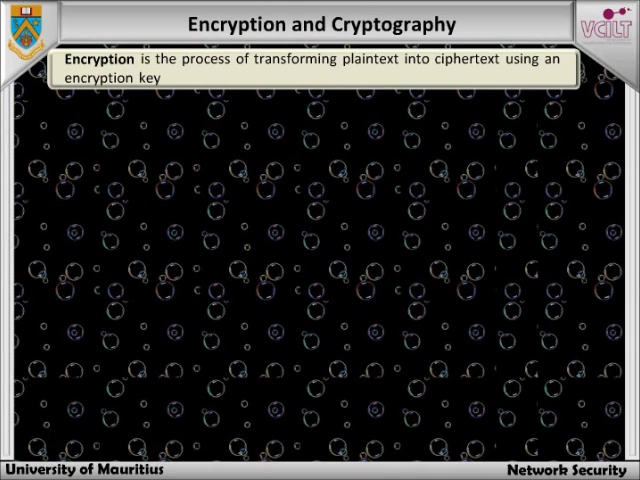 Encryption and Cryptography
VCILT
Encryption is the process of transforming plaintext into ciphertext using an
encryption key
University of Mauritius
Network Security